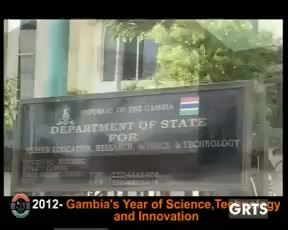 REPUBLIC OF THE GAMBIA
DEPARTMENT OF STATE
FOR
HIGHER EDUCATION, RESEARCH, SCIENCE & TECHNOLOGY
2012- Gambia's Year of Science,Technology
and Innovation
GRTS